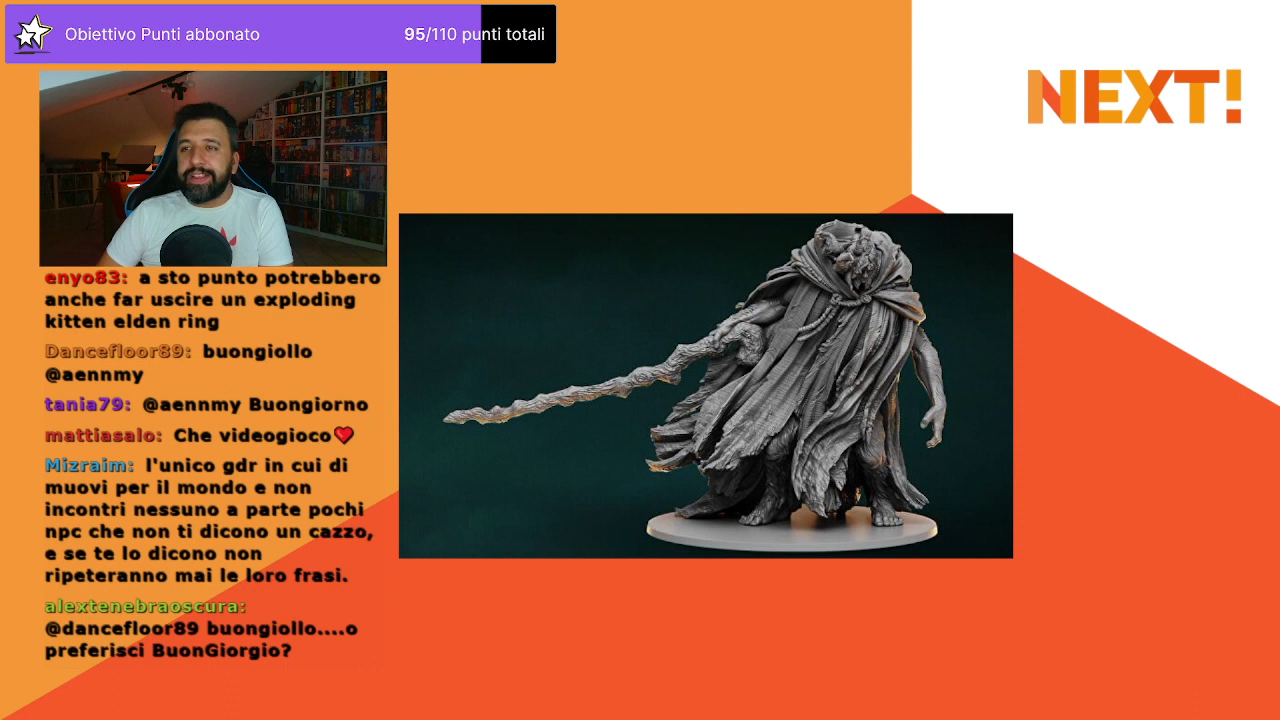 Obiettivo Punti abbonato 95/110 punti totali
NEXT!
enyo83: a sto punto potrebbero
anche far uscire un exploding
kitten elden ring
Dancefloor89: buongiollo
@aennmy
tania79: @aennmy Buongiorno
mattiasalo: Che videogioco❤
Mizraim: l'unico gdr in cui di
muovi per il mondo e non
incontri nessuno a parte pochi
npc che non ti dicono un cazzo,
e se te lo dicono non
ripeteranno mai le loro frasi.
alextenebraoscura:
@dancefloor89 buongiollo....o
preferisci BuonGiorgio?